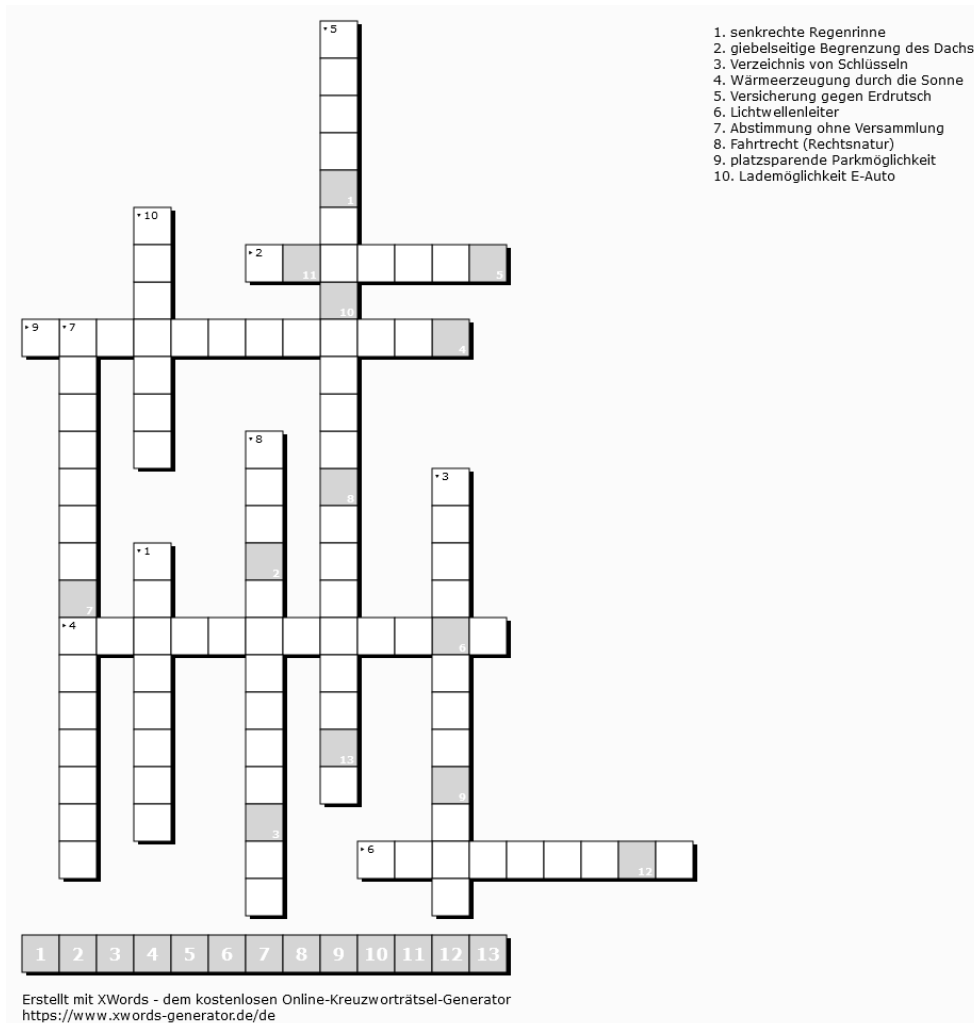 5
1. senkrechte Regenrinne
2. giebelseitige Begrenzung des Dachs
3. Verzeichnis von Schlüsseln
4. Wärmeerzeugung durch die Sonne
5. Versicherung gegen Erdrutsch
6. Lichtwellenleiter
7. Abstimmung ohne Versammlung
8. Fahrtrecht (Rechtsnatur)
9. platzsparende Parkmöglichkeit
10. Lademöglichkeit E-Auto
1
10
2 11 5
10
9 7 4
8
3
8
1 2
7
4 6
13
9
3
6 12
1 2 3 4 5 6 7 8 9 10 11 12 13
Erstellt mit XWords - dem kostenlosen Online-Kreuzworträtsel-Generator
https://www.xwords-generator.de/de